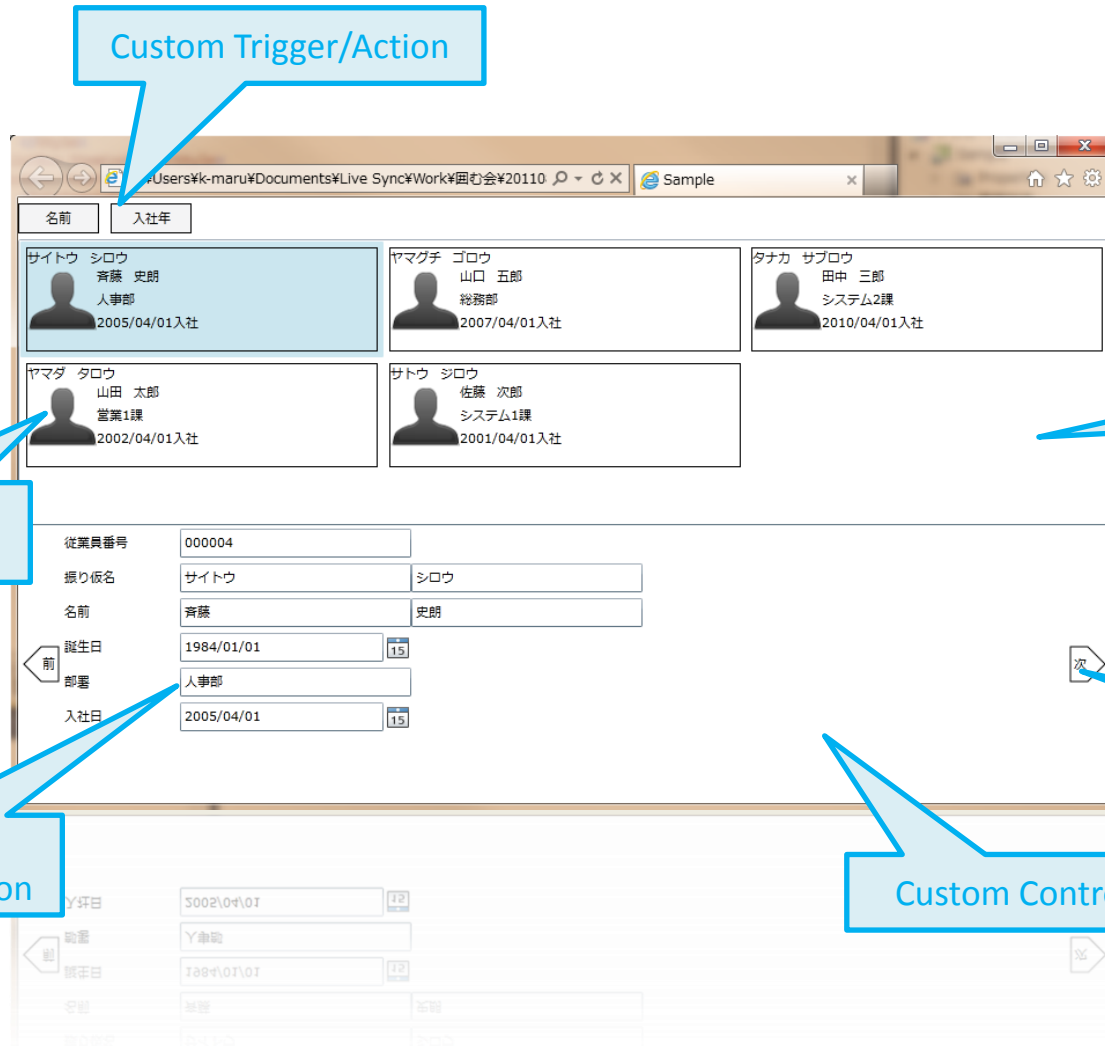 Custom Trigger/Action
¥Users¥k-maru¥Documents¥Live Sync¥Work¥囲む会¥20110
Sample
名前
入社年
サイトウ シロウ
斉藤 史朗
人事部
2005/04/01入社
ヤマグチ ゴロウ
山口 五郎
総務部
2007/04/01入社
タナカ サブロウ
田中 三郎
システム2課
2010/04/01入社
ヤマダ タロウ
山田 太郎
営業1課
2002/04/01入社
サトウ ジロウ
佐藤 次郎
システム1課
2001/04/01入社
従業員番号 000004
振り仮名 サイトウ シロウ
名前 斉藤 史朗
誕生日 1984/01/01 15
前
次
部署 人事部
入社日 2005/04/01 15
on
Custom Contr